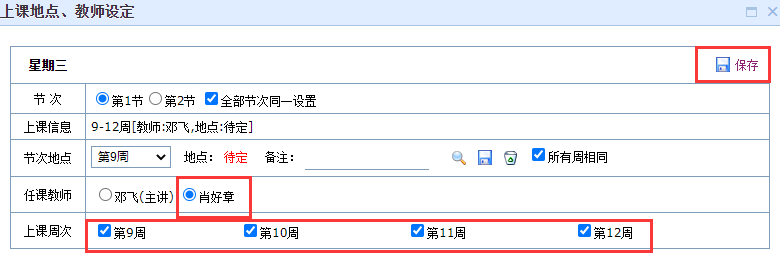 上课地点、教师设定
星期三 保存
节 次 第1节 第2节 全部节次同一设置
上课信息 9-12周[教师:邓飞,地点:待定]
节次地点 第9周 地点: 待定 备注: 所有周相同
任课教师 邓飞(主讲) 肖好章
上课周次 第9周 第10周 第11周 第12周